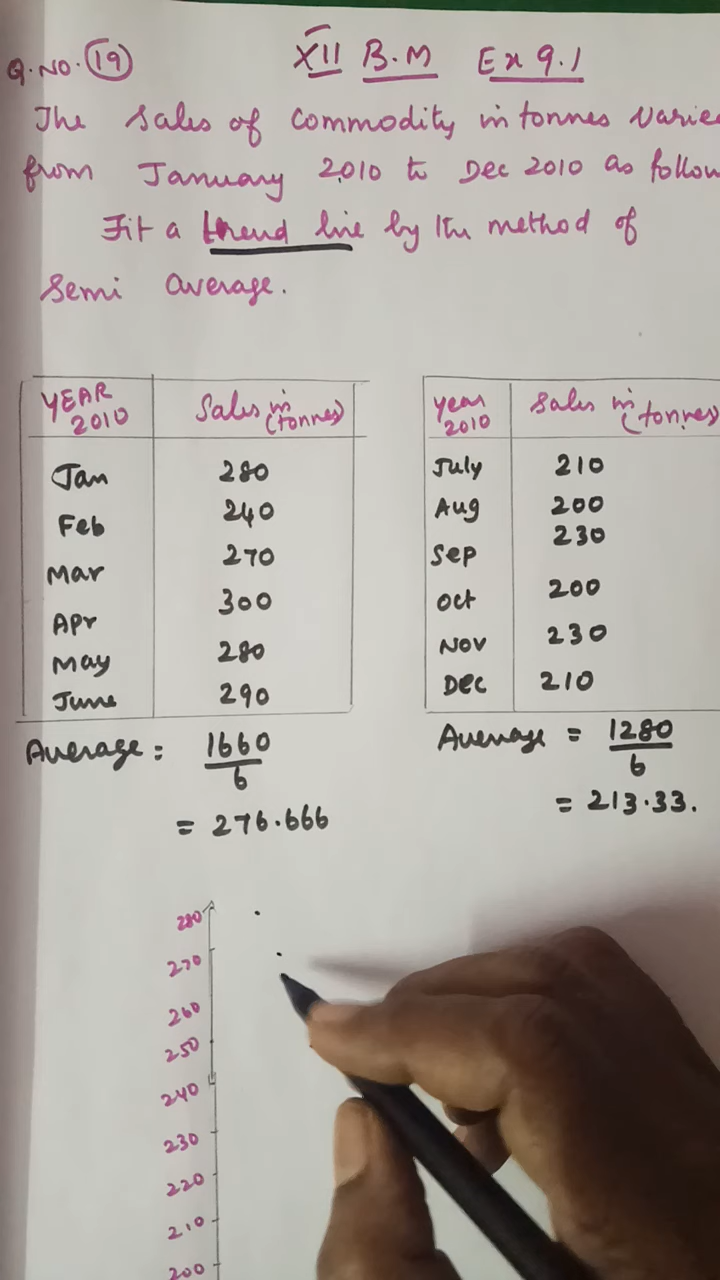 Q.NO. 19 XII B.M Ex 9.1
The Sales of Commodity in tonnes varie
from January 2010 to Dec 2010 as follow
Fit a trend line by the method of
Semi average.
YEAR 2010 Sales in (tonnes)
Jan 280
Feb 240
Mar 270
Apr 300
May 280
June 290
Average = 1660/6
= 276.666
Year 2010 Sales in (tonnes)
July 210
Aug 200
Sep 230
Oct 200
Nov 230
Dec 210
Average = 1280/6
= 213.33.
280
270
260
250
240
230
220
210
200